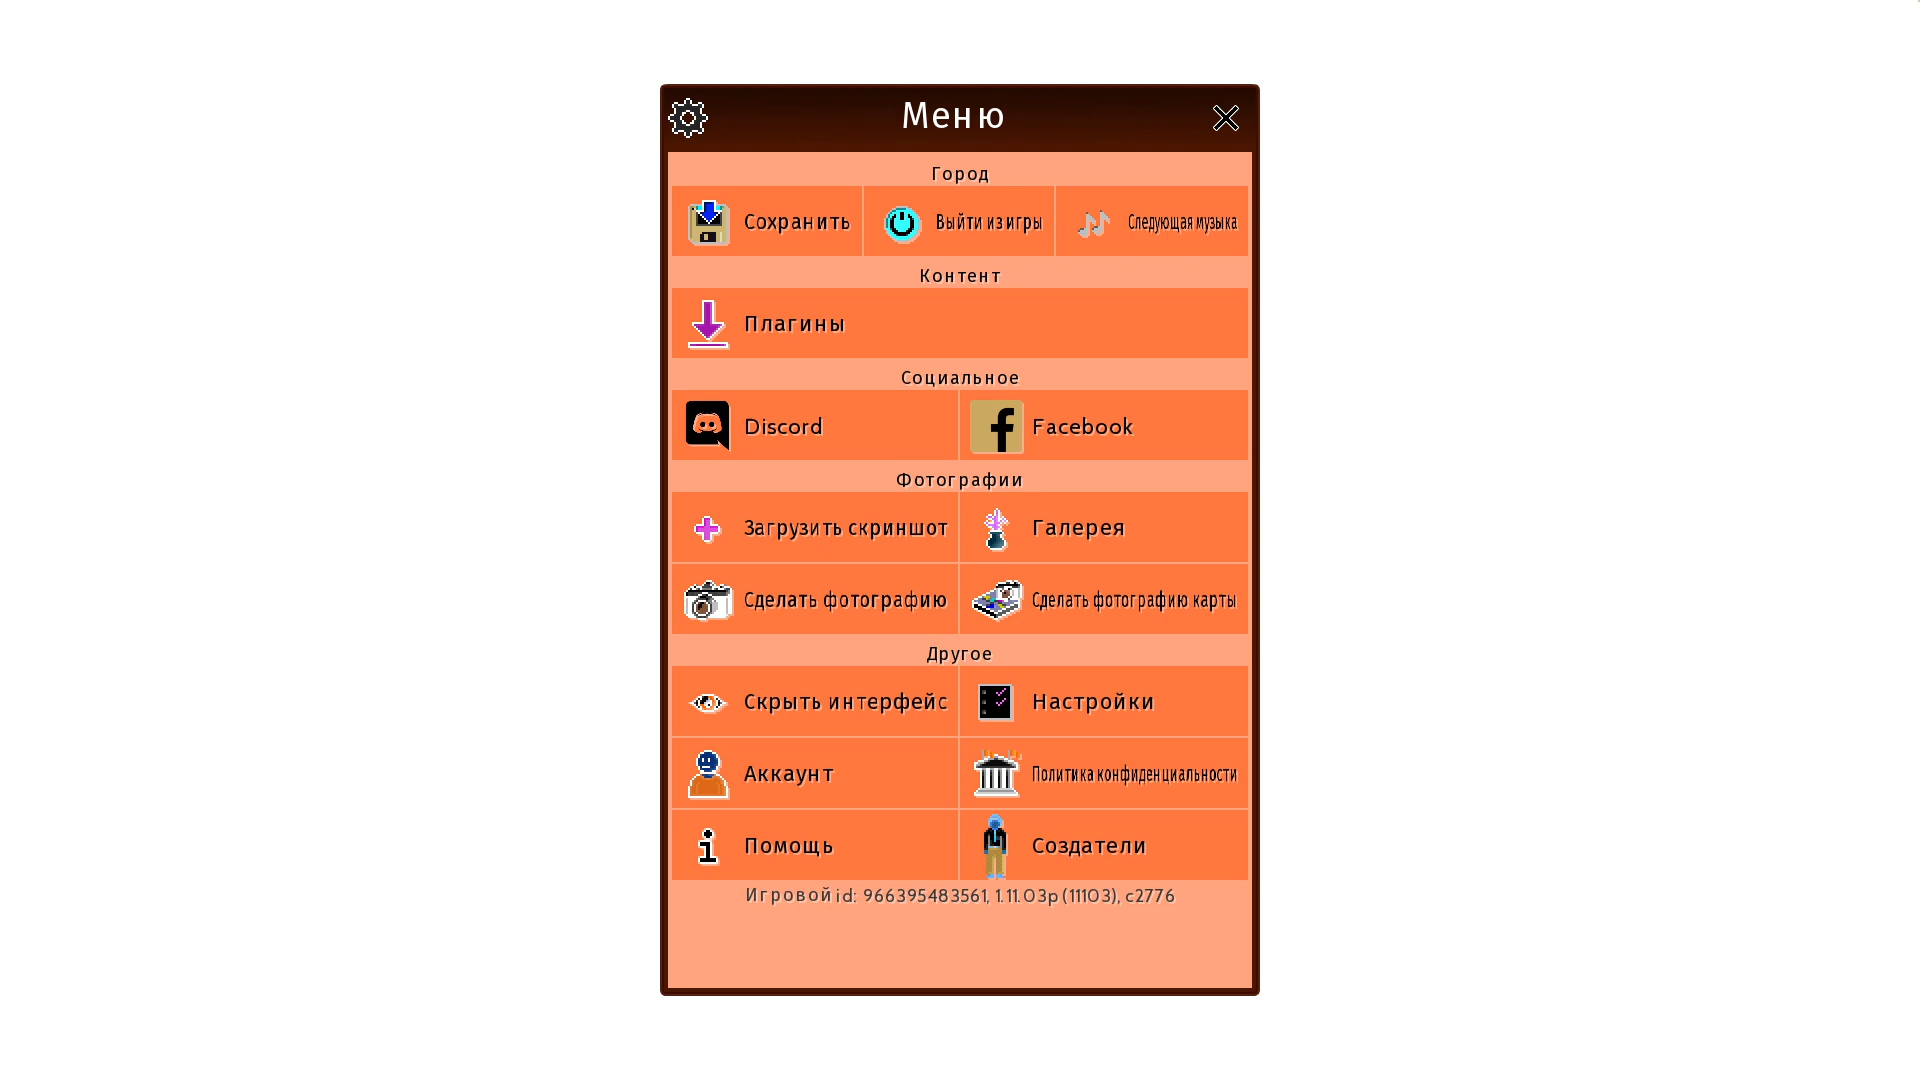 Меню
Город
Сохранить
Выйти из игры
Следующая музыка
Контент
Плагины
Социальное
Discord
Facebook
Фотографии
Загрузить скриншот
Галерея
Сделать фотографию
Сделать фотографию карты
Другое
Скрыть интерфейс
Настройки
Аккаунт
Политика конфиденциальности
Помощь
Создатели
Игровой id: 966395483561, 1.11.03p (11103), c2776